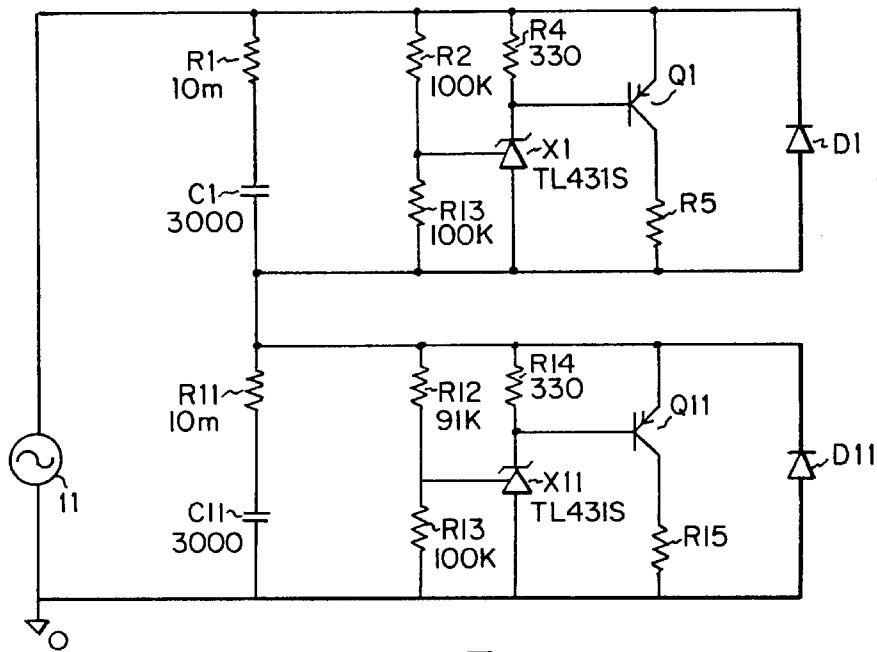 R1
10m
R2
100K
R4
330
Q1
D1
X1
TL431S
C1
3000
R13
100K
R5
R11
10m
R12
91K
R14
330
Q11
D11
11
X11
TL431S
C11
3000
R13
100K
R15
O